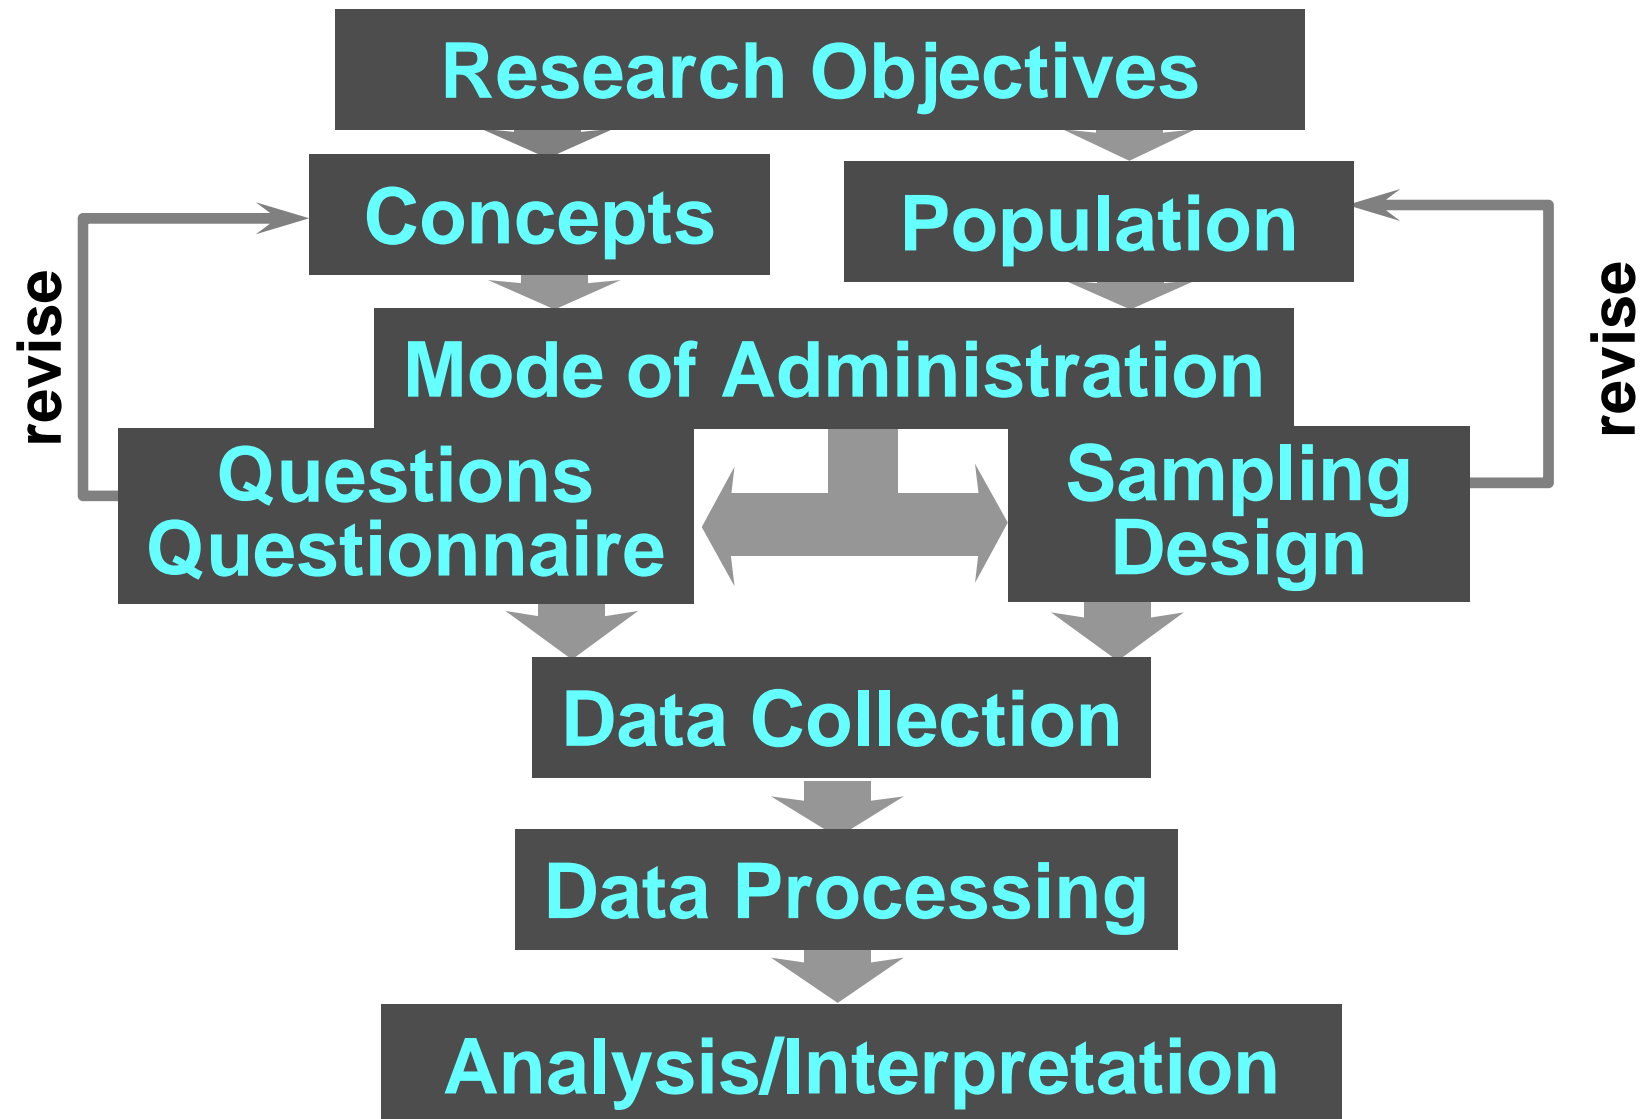 Research Objectives
Concepts
Population
revise
revise
Mode of Administration
Questions
Questionnaire
Sampling
Design
Data Collection
Data Processing
Analysis/Interpretation